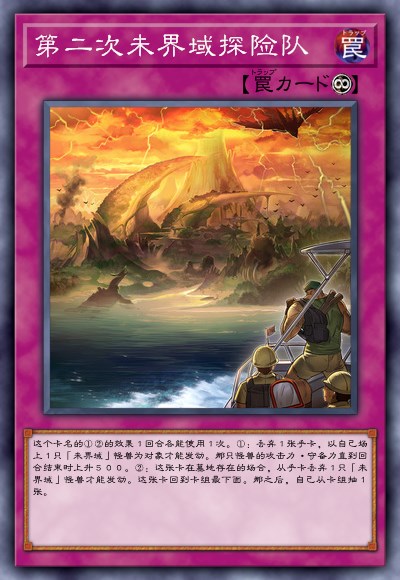 第二次未界域探险队
トラップ
罠
トラップ
【罠カード】
这个卡名的①②的效果1回合各能使用1次。①：丢弃1张手卡，以自己场
上1只「未界域」怪兽为对象才能发动。那只怪兽的攻击力·守备力直到回
合结束时上升500。②：这张卡在墓地存在的场合，从手卡丢弃1只「未
界域」怪兽才能发动。这张卡回到卡组最下面。那之后，自己从卡组抽1
张。